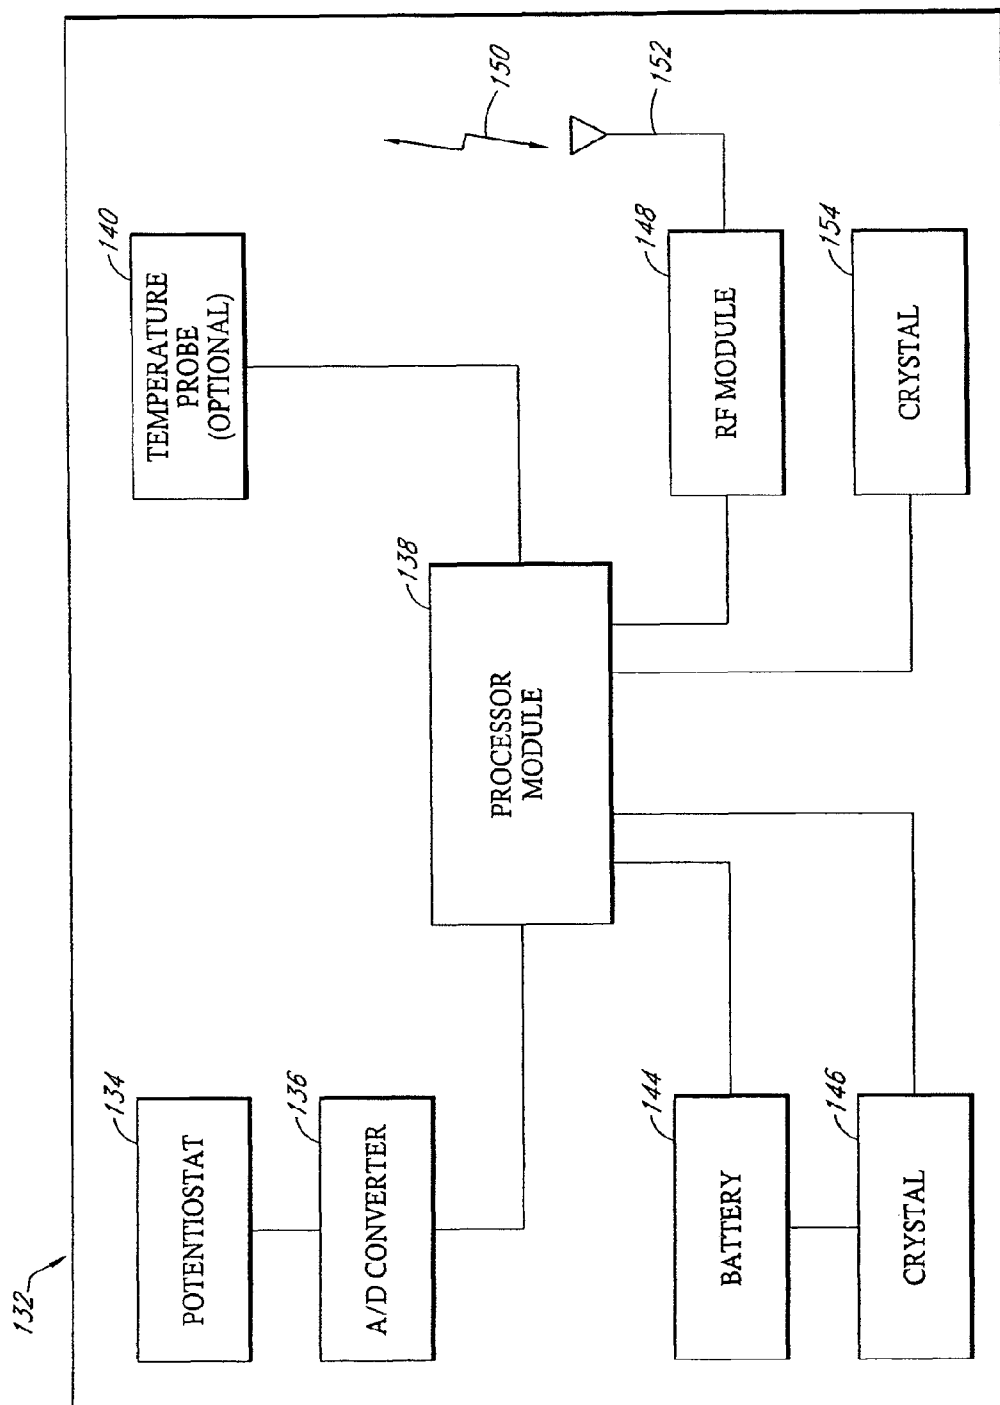 132
134
POTENTIOSTAT
136
A/D CONVERTER
138
PROCESSOR
MODULE
140
TEMPERATURE
PROBE
(OPTIONAL)
144
BATTERY
146
CRYSTAL
148
RF MODULE
150
152
154
CRYSTAL